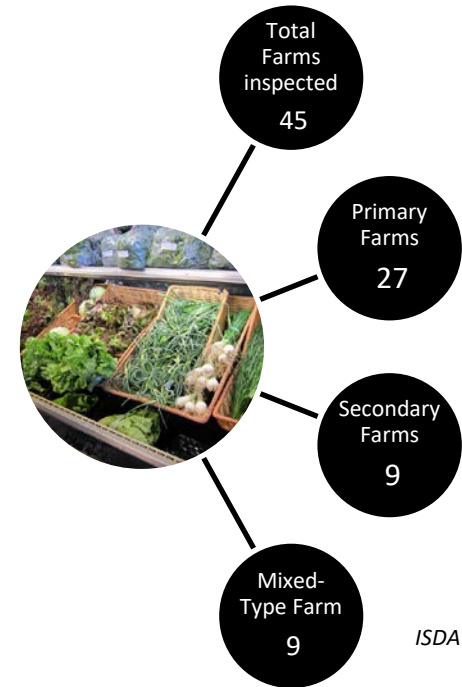 Total
Farms
inspected
45
Primary
Farms
27
Secondary
Farms
9
Mixed-
Type Farm
9
ISDA